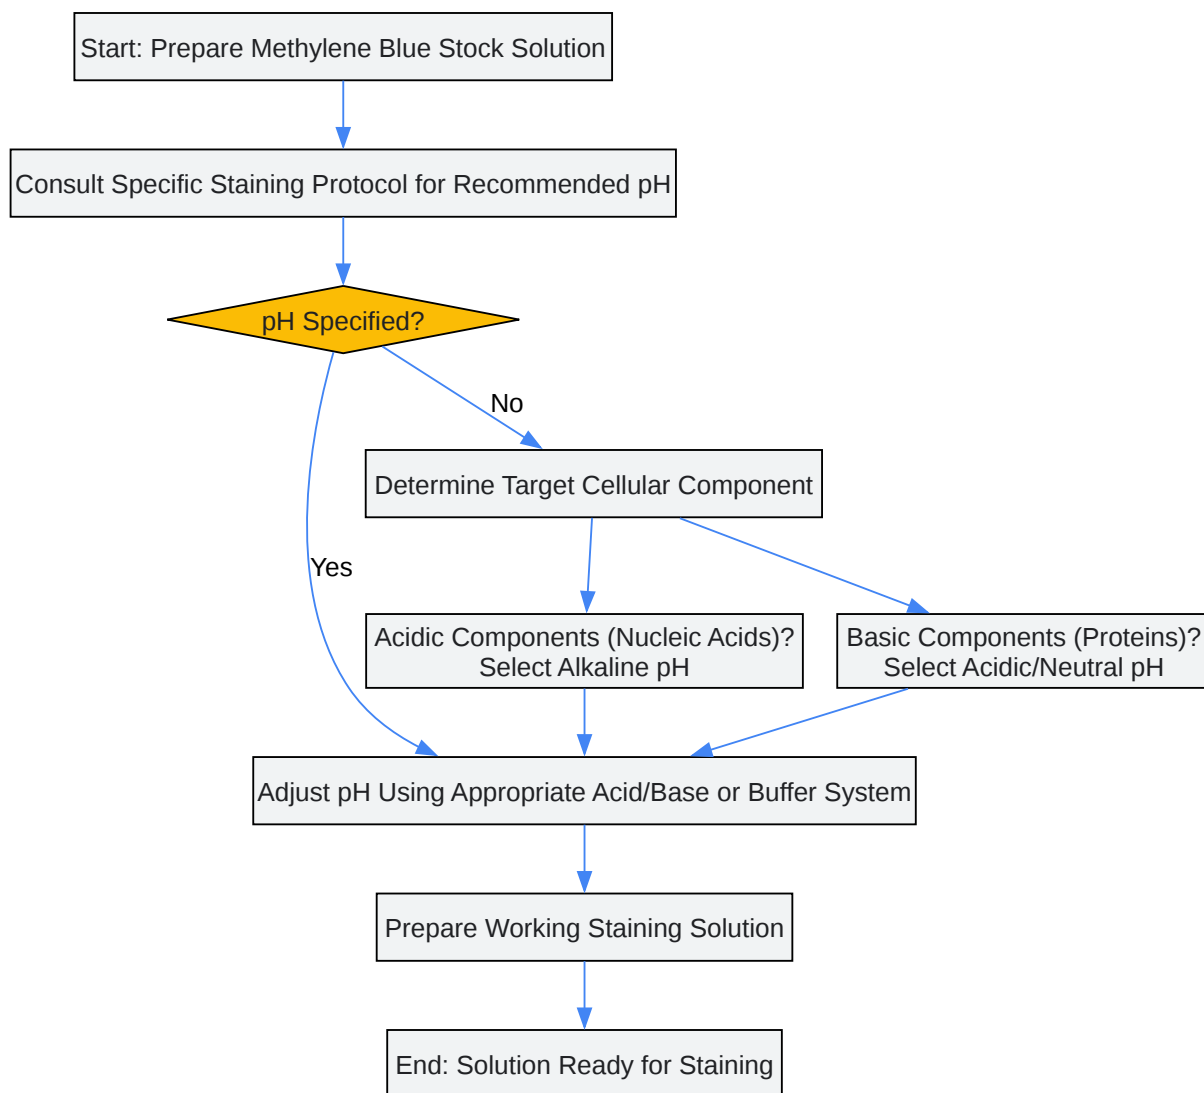 Start: Prepare Methylene Blue Stock Solution
Consult Specific Staining Protocol for Recommended pH
pH Specified?
No
Determine Target Cellular Component
Yes
Acidic Components (Nucleic Acids)?
Select Alkaline pH
Basic Components (Proteins)?
Select Acidic/Neutral pH
Adjust pH Using Appropriate Acid/Base or Buffer System
Prepare Working Staining Solution
End: Solution Ready for Staining